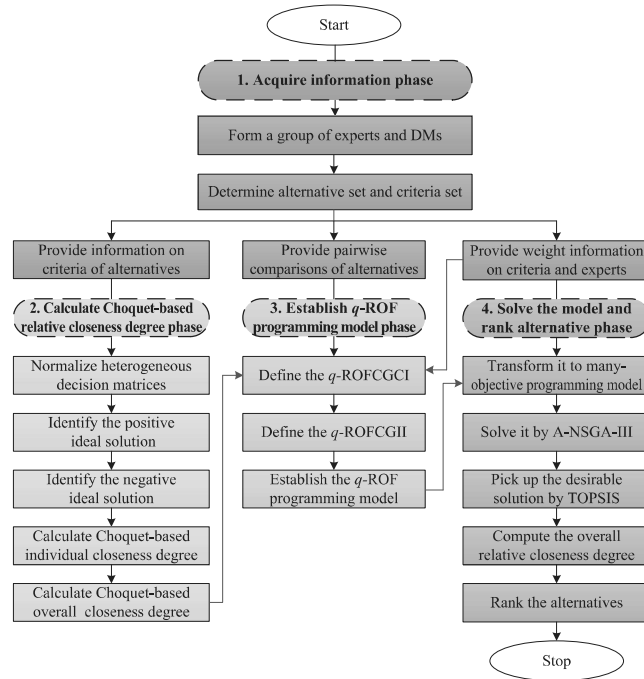 Start
1. Acquire information phase
Form a group of experts and DMs
Determine alternative set and criteria set
Provide information on
criteria of alternatives
Provide pairwise
comparisons of alternatives
Provide weight information
on criteria and experts
2. Calculate Choquet-based
relative closeness degree phase
3. Establish q-ROF
programming model phase
4. Solve the model and
rank alternative phase
Normalize heterogeneous
decision matrices
Identify the positive
ideal solution
Identify the negative
ideal solution
Calculate Choquet-based
individual closeness degree
Calculate Choquet-based
overall closeness degree
Define the q-ROFCGCI
Define the q-ROFCGII
Establish the q-ROF
programming model
Transform it to many-
objective programming model
Solve it by A-NSGA-III
Pick up the desirable
solution by TOPSIS
Compute the overall
relative closeness degree
Rank the alternatives
Stop